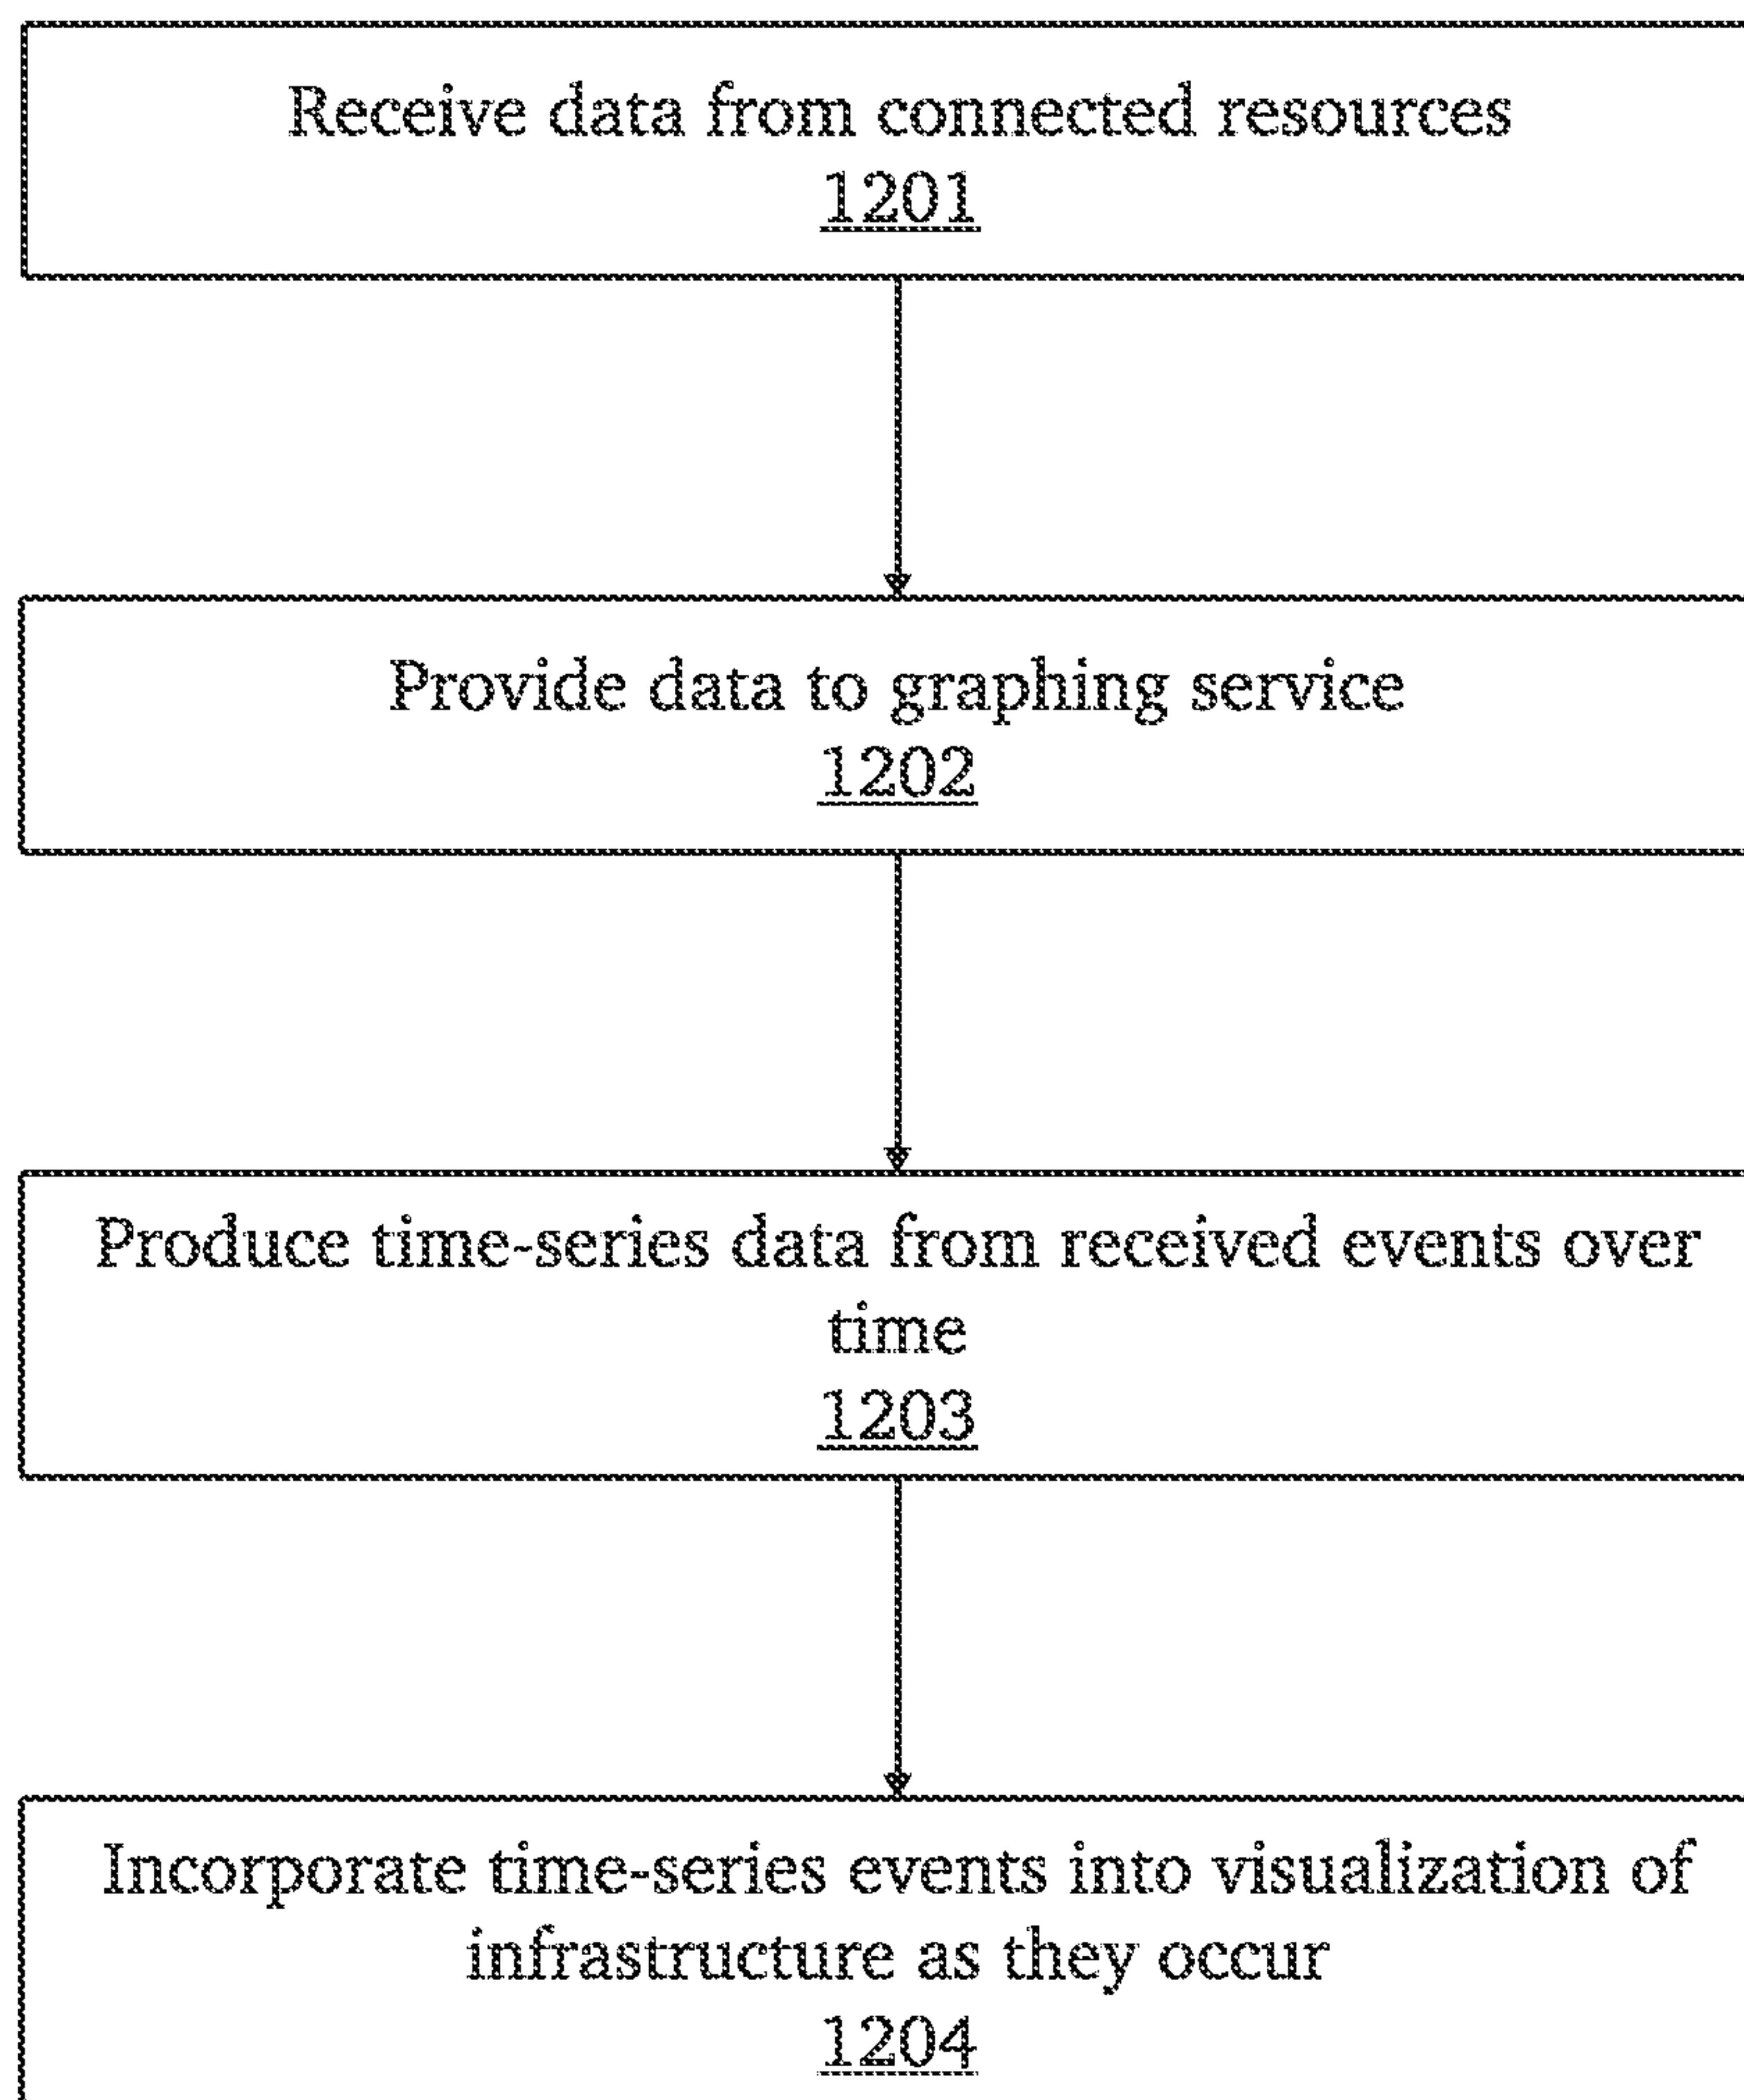 Receive data from connected resources
1201
Provide data to graphing service
1202
Produce time-series data from received events over
time
1203
Incorporate time-series events into visualization of
infrastructure as they occur
1204